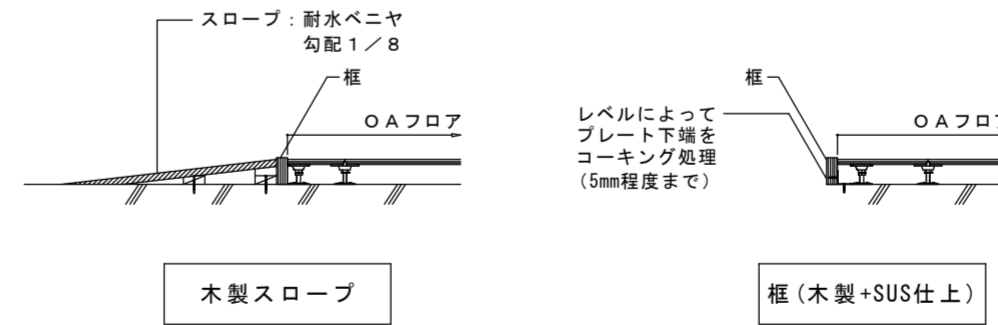 スロープ：耐水ベニヤ
勾配１／８
框
ＯＡフロア
木製スロープ
框
レベルによって
プレート下端を
コーキング処理
（5mm程度まで）
ＯＡフロア
框(木製+SUS仕上)